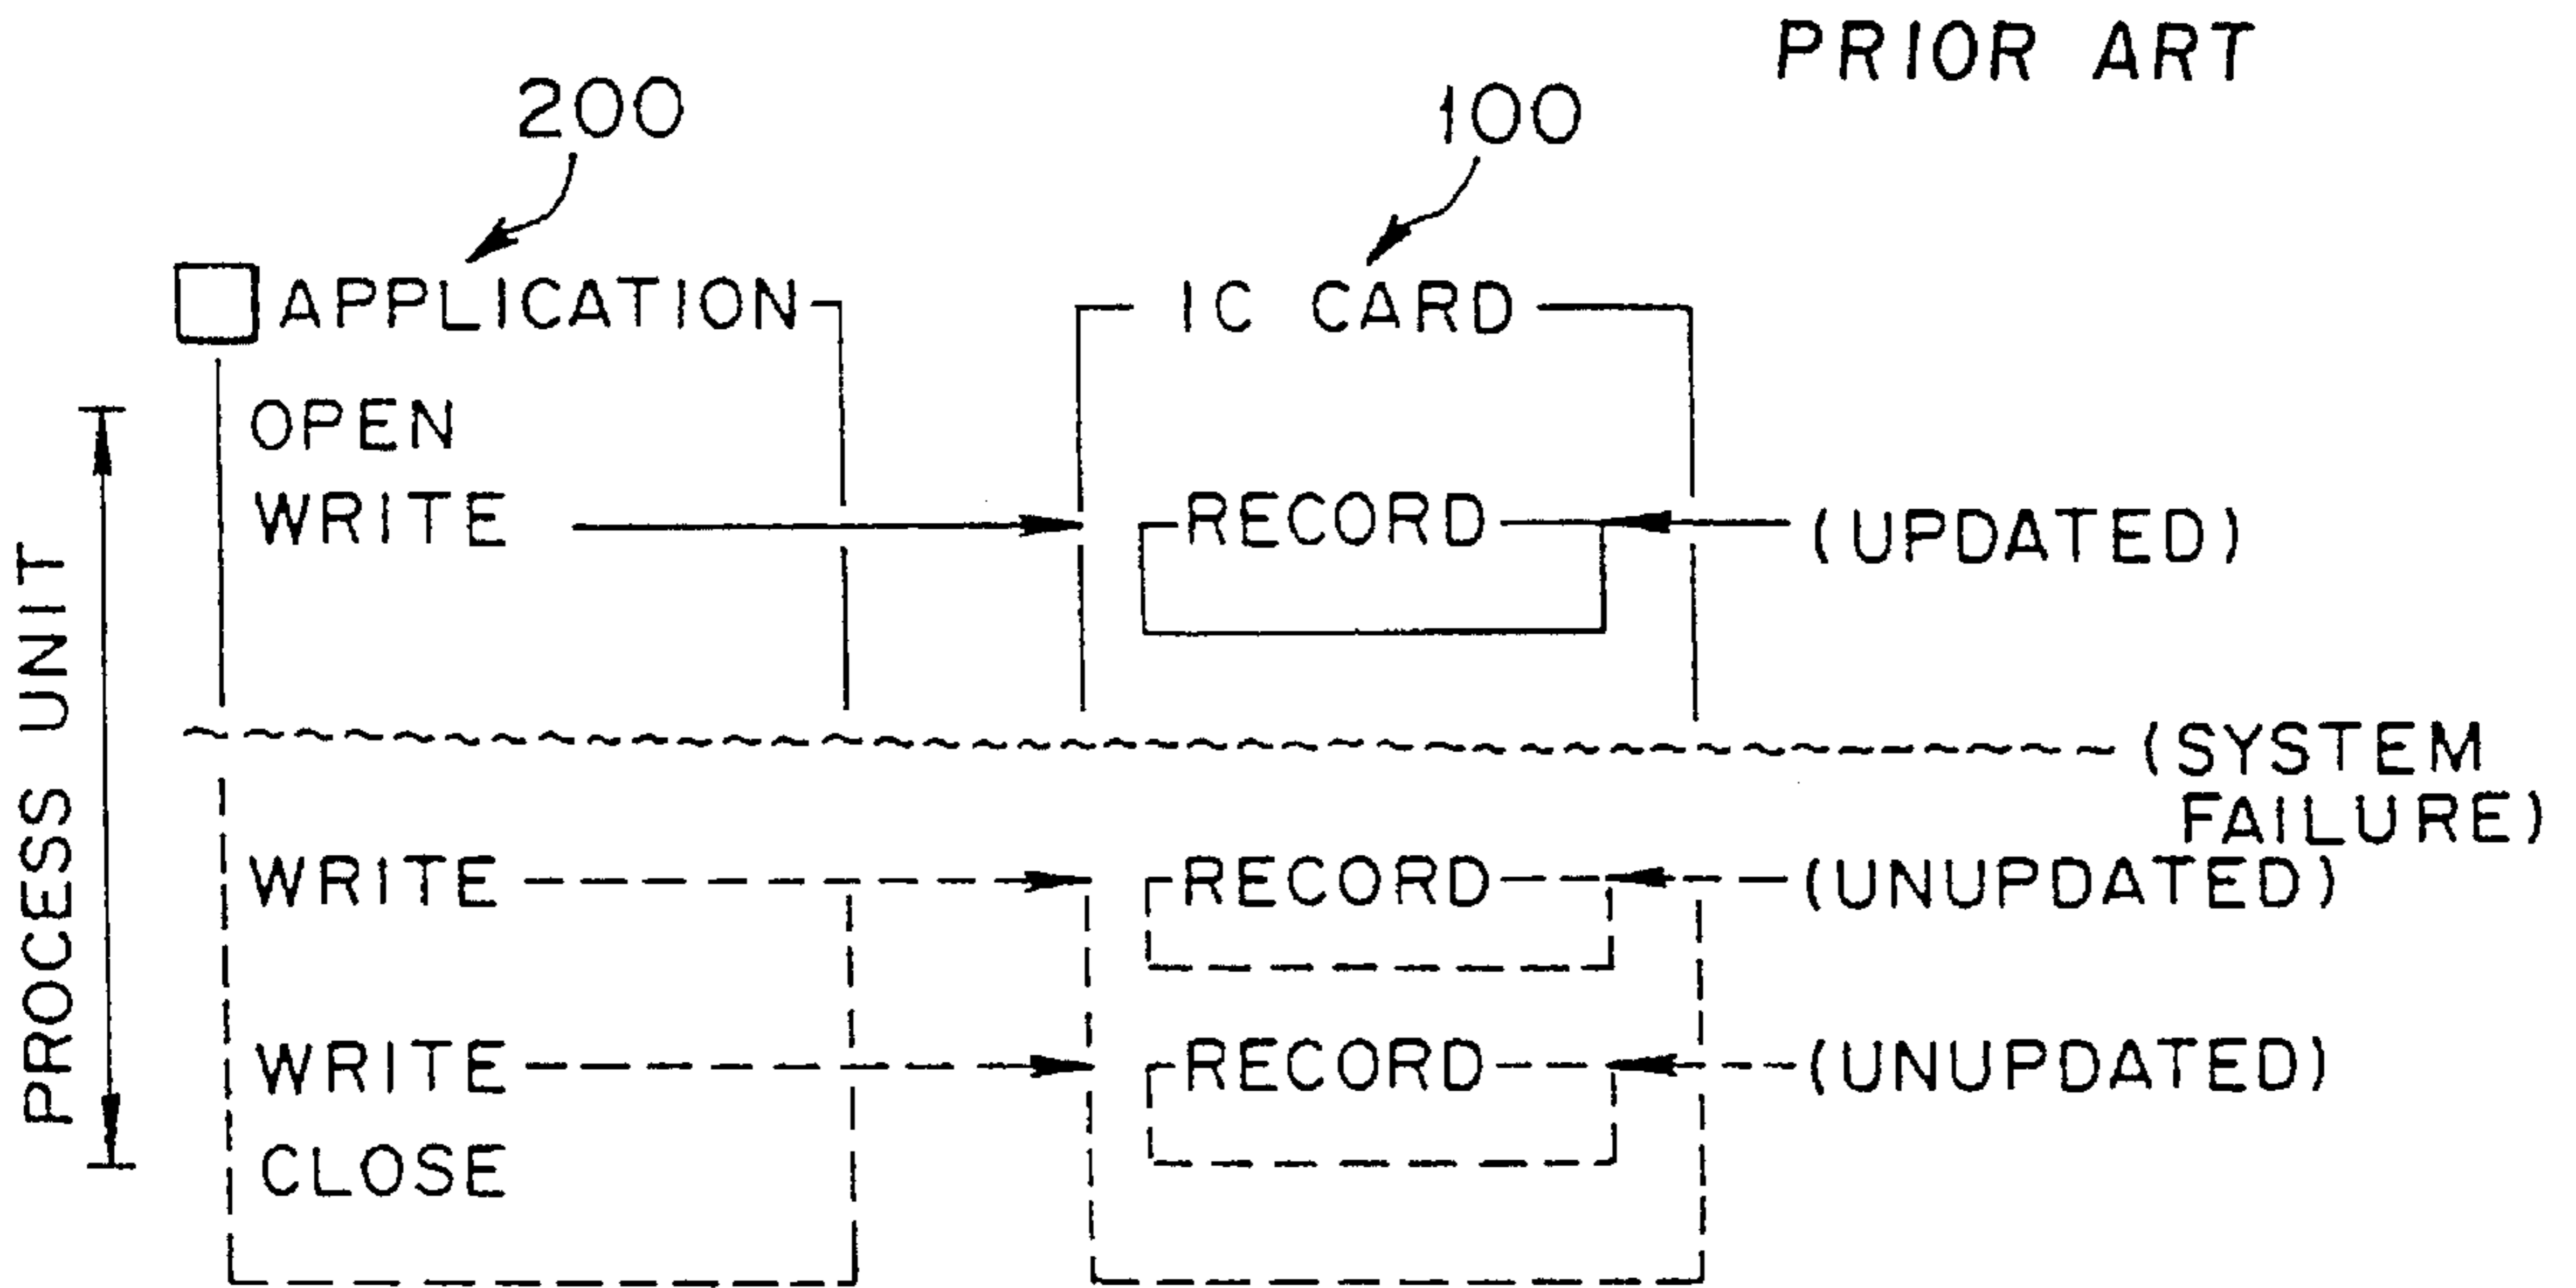 PRIOR ART
200
100
APPLICATION
IC CARD
OPEN
WRITE
RECORD
(UPDATED)
PROCESS UNIT
(SYSTEM
FAILURE)
WRITE
RECORD
(UNUPDATED)
WRITE
RECORD
(UNUPDATED)
CLOSE